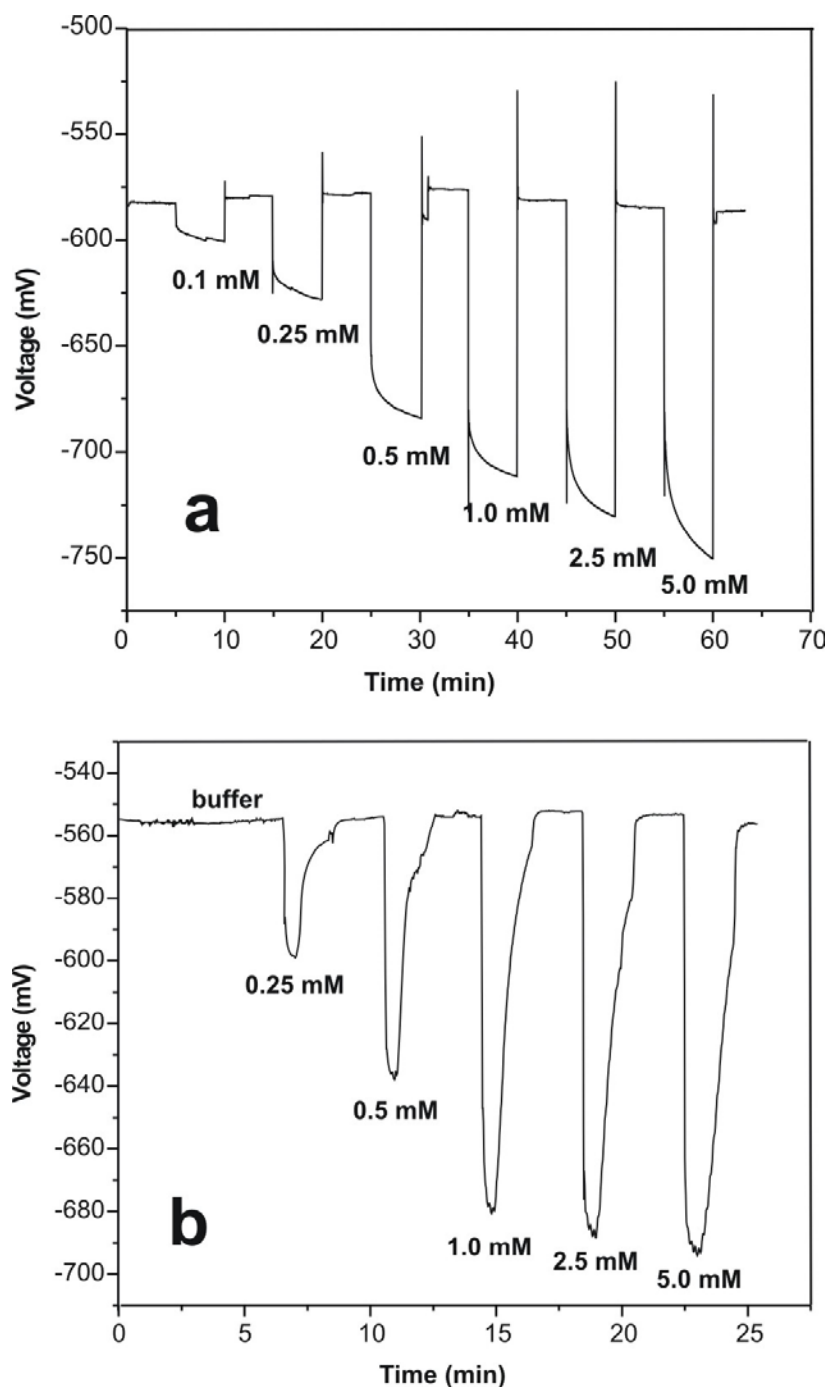 -500
-550
-600
-650
-700
-750
Voltage (mV)
0.1 mM
0.25 mM
0.5 mM
1.0 mM
2.5 mM
5.0 mM
a
0 10 20 30 40 50 60 70
Time (min)
-540
-560
-580
-600
-620
-640
-660
-680
-700
Voltage (mV)
buffer
0.25 mM
0.5 mM
1.0 mM
2.5 mM
5.0 mM
b
0 5 10 15 20 25
Time (min)